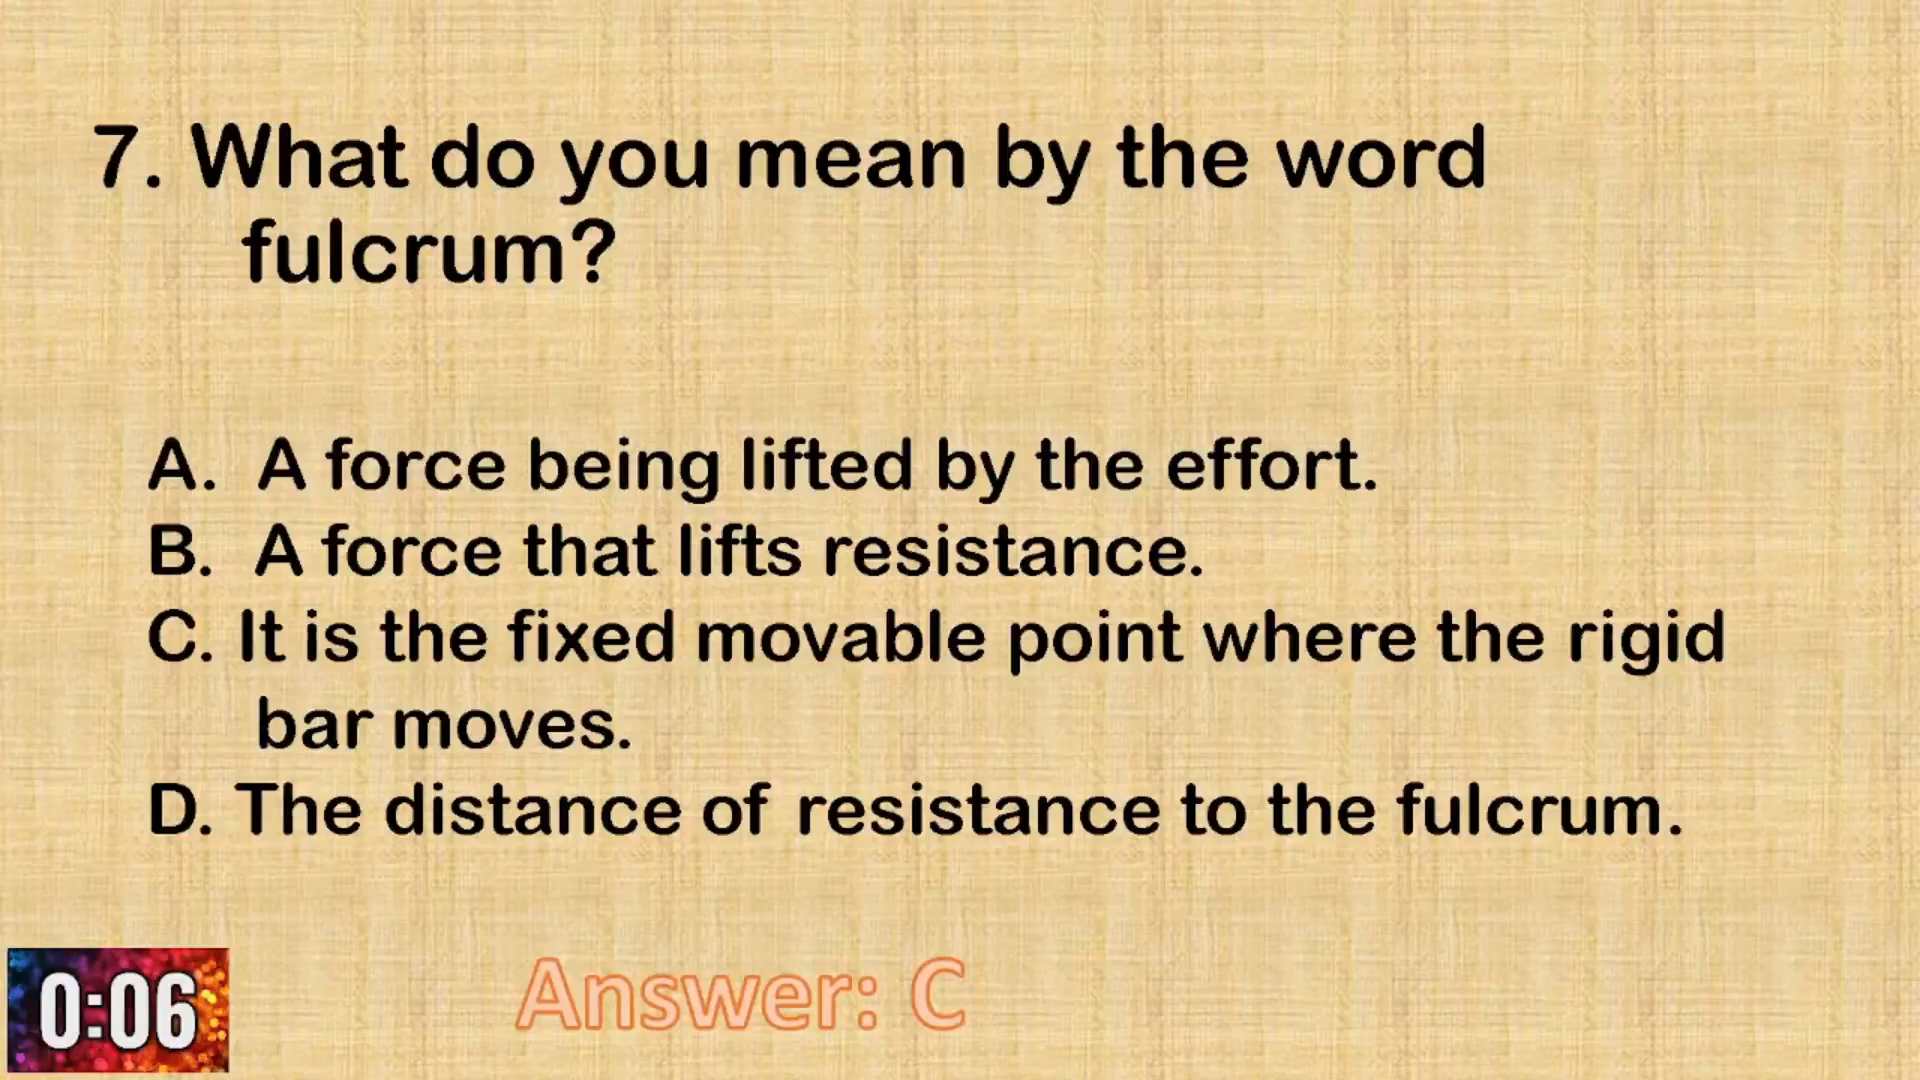 7. What do you mean by the word
fulcrum?
A. A force being lifted by the effort.
B. A force that lifts resistance.
C. It is the fixed movable point where the rigid
bar moves.
D. The distance of resistance to the fulcrum.
0:06
Answer: C